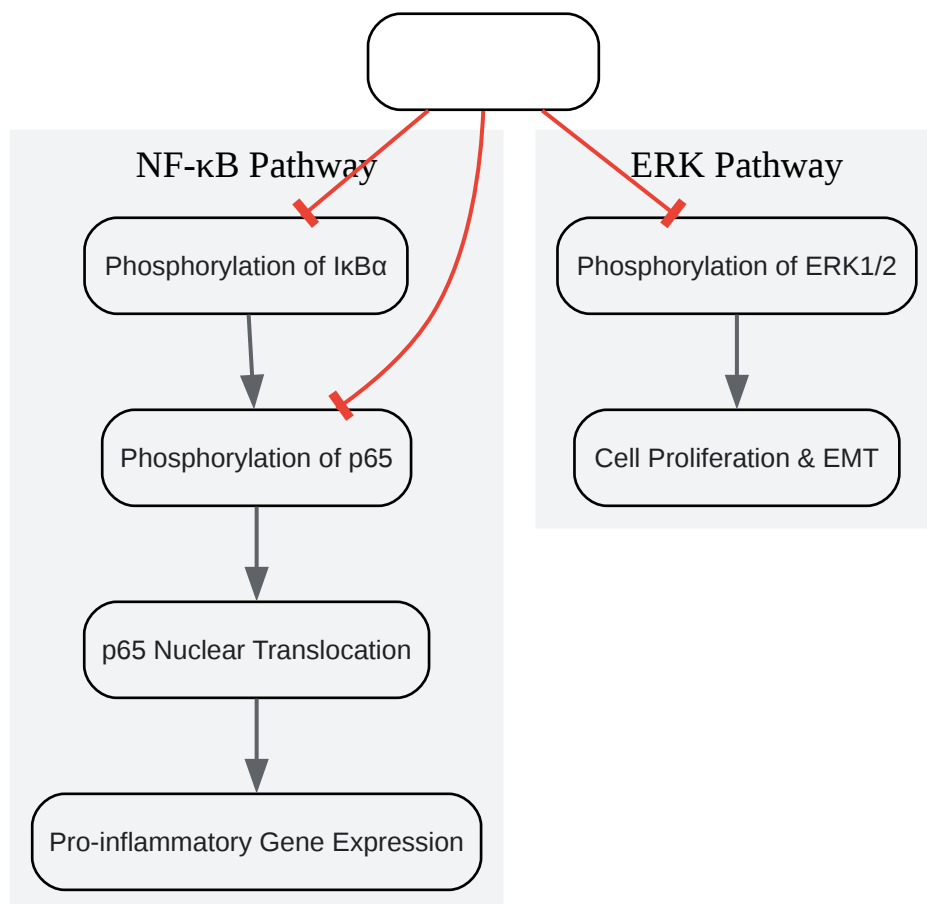 NF-κB Pathway
ERK Pathway
Phosphorylation of IκBα
Phosphorylation of ERK1/2
Phosphorylation of p65
Cell Proliferation & EMT
p65 Nuclear Translocation
Pro-inflammatory Gene Expression